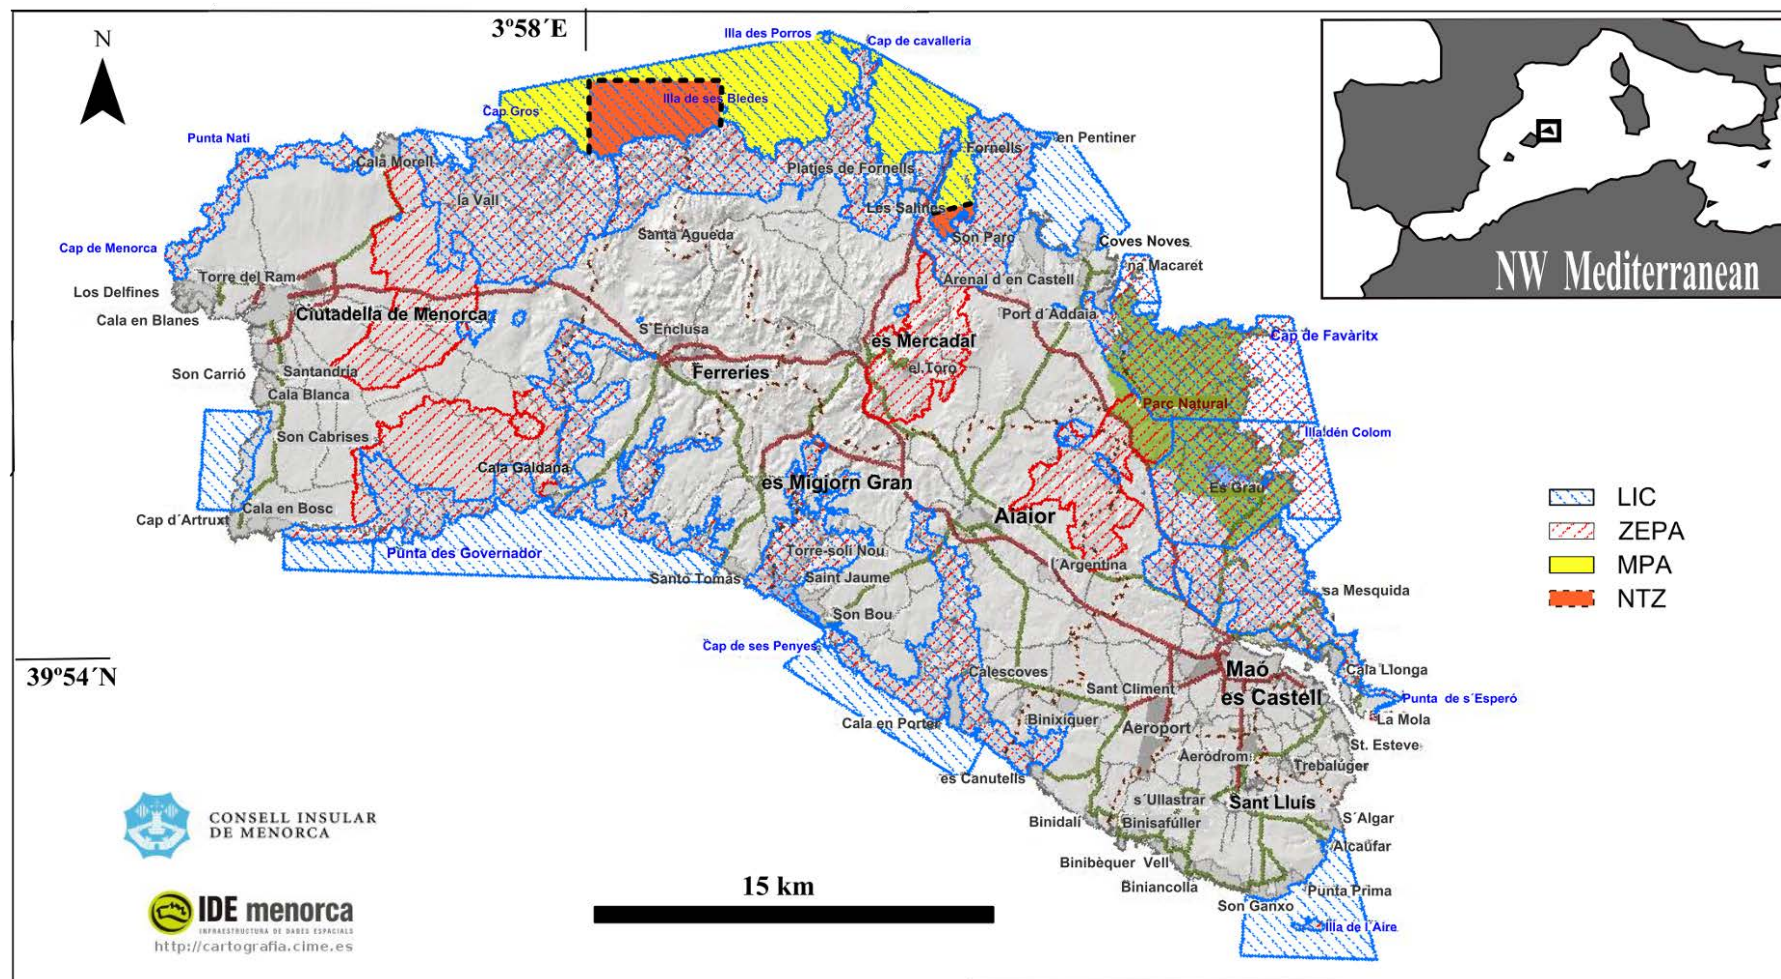 3º58´E
N
Illa des Porros
Cap de cavalleria
Illa de ses Bledes
Cap Gros
Punta Nati
en Pentiner
Fornells
Cala Morell
Platjes de Fornells
la Vall
Les Salines
Santa Agueda
Son Paro
Coves Noves
Cap de Menorca
na Macaret
Torre del Ram
Arenal d´en Castell
NW Mediterranean
Los Delfines
Cala en Blanes
Ciutadella de Menorca
Port d´Addaia
S´Enclusa
Cap de Favàritx
es Mercadal
Son Carrió
Santandria
Ferreries
el Toro
Cala Blanca
Parc Natural
Son Cabrises
Illa dén Colom
Cala Galdana
es Migjorn Gran
Es Grau
LIC
Cap d´Artruxt
Cala en Bosc
Alaior
ZEPA
Punta des Governador
Torre-soli Nou
l´Argentina
MPA
Santo Tomas
Saint Jaume
sa Mesquida
NTZ
Son Bou
Cap de ses Penyes
39º54´N
Calescoves
Maó
Cala Llonga
Sant Climent
es Castell
Punta de s´Esperó
Cala en Porter
Binixiquer
Aeroport
La Mola
St. Esteve
Aeródrom
Trebalúger
es Canutells
s´Ullastrar
Sant Lluís
CONSELL INSULAR
DE MENORCA
Binidalí
Binisafúller
S´Algar
Alcaufar
Binibèquer Vell
15 km
Biniancolla
Punta Prima
Son Ganxo
IDE menorca
Illa de l´Aire
INFRAESTRUCTURA DE DADES ESPACIALS
http://cartografia.cime.es